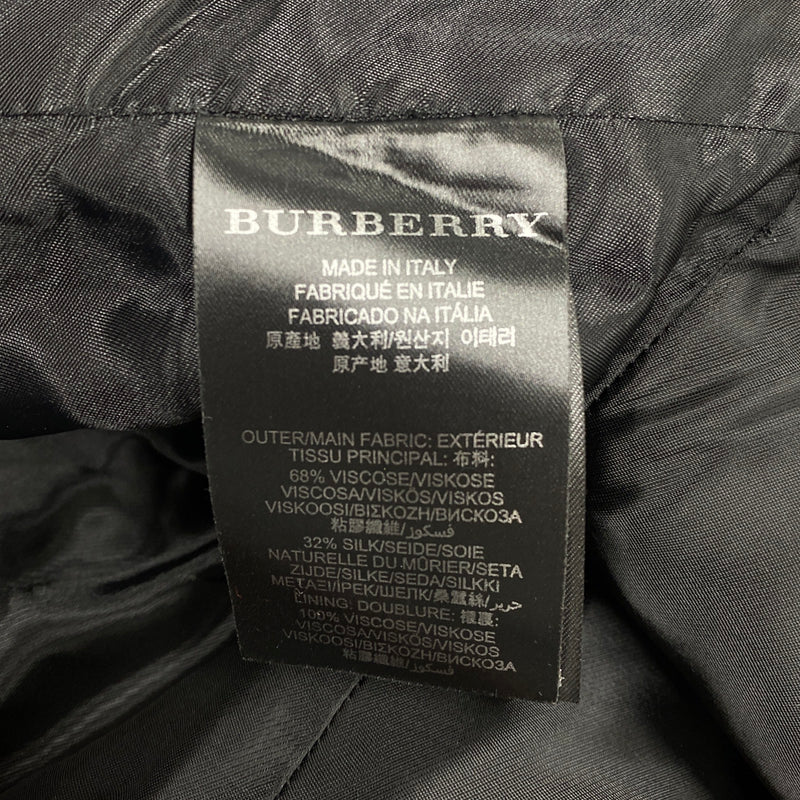 BURBERRY
MADE IN ITALY
FABRIQUÉ EN ITALIE
FABRICADO NA ITÁLIA
原產地 義大利/원산지 이태리
原产地 意大利
OUTER/MAIN FABRIC: EXTÉRIEUR
TISSU PRINCIPAL: 布料:
68% VISCOSE/VISKOSE
VISCOSA/VISKÓS/VISKOS
VISKOOSI/ΒΙΣΚΟΖΗ/ВИСКОЗА
粘膠纖維/فسكوز
32% SILK/SEIDE/SOIE
NATURELLE DU MÛRIER/SETA
ZIJDE/SILKE/SEDA/SILKKI
ΜΕΤΑΞΙ/İPEK/ШЕЛК/桑蠶絲/حرير
LINING: DOUBLURE: 襯裏:
100% VISCOSE/VISKOSE
VISCOSA/VISKÓS/VISKOS
VISKOOSI/ΒΙΣΚΟΖΗ/ВИСКОЗА
粘膠纖維/فسكوز